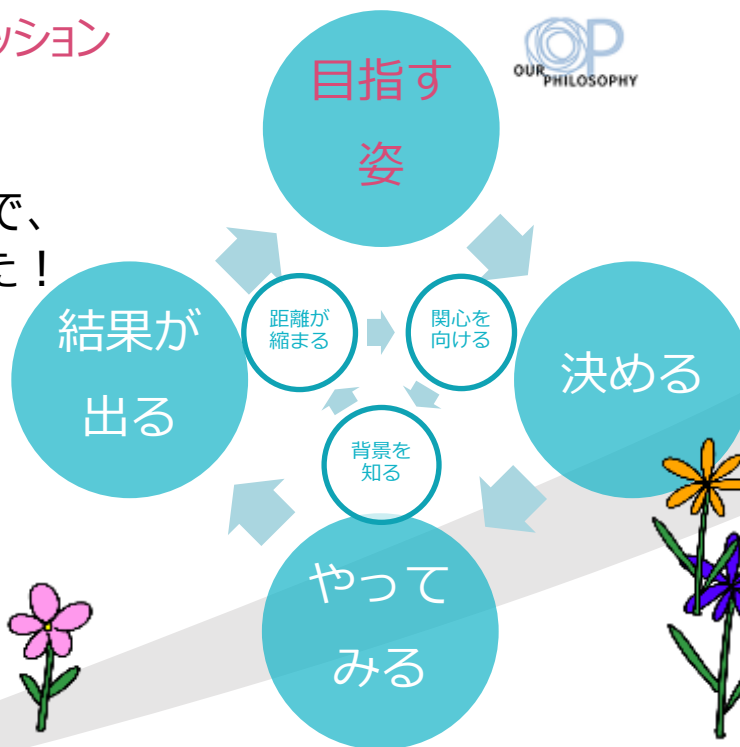 ッション
OUR
OP
PHILOSOPHY
で、
た!
目指す
姿
結果が
出る
距離が
縮まる
関心を
向ける
決める
背景を
知る
やって
みる